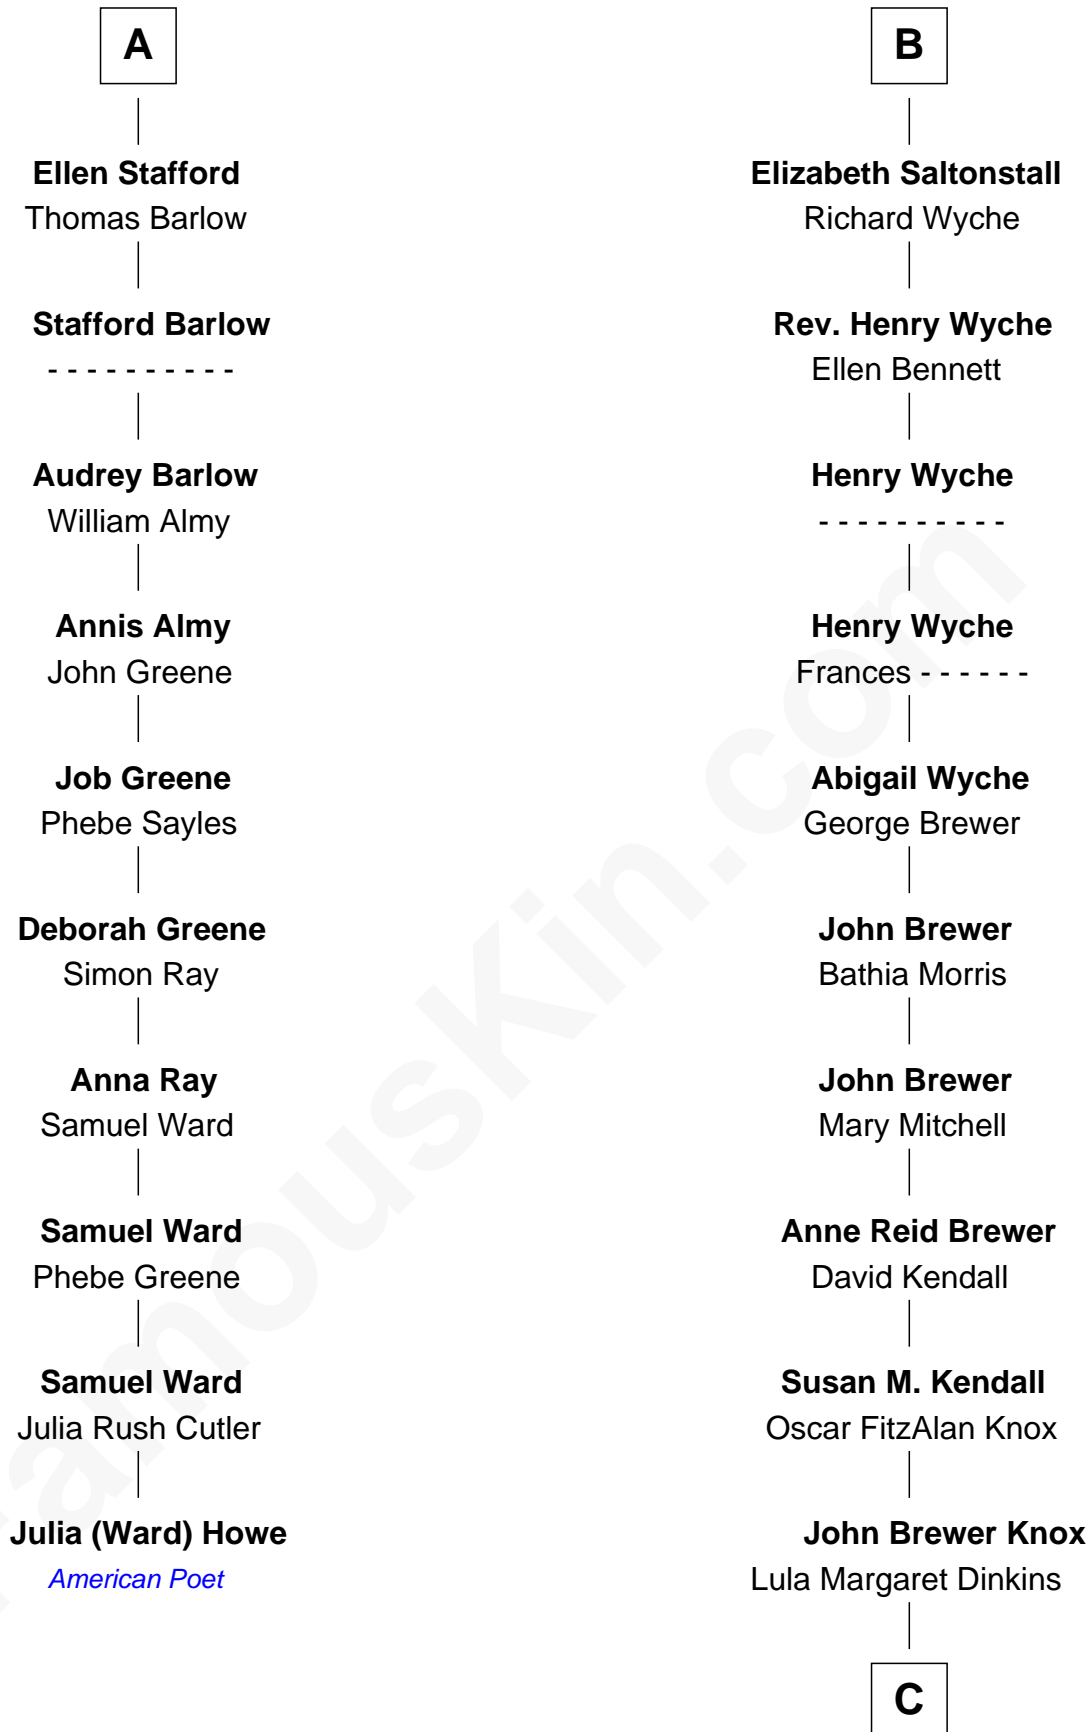 A
Ellen Stafford
Thomas Barlow
Stafford Barlow
- - - - - - - - - -
Audrey Barlow
William Almy
Annis Almy
John Greene
Job Greene
Phebe Sayles
Deborah Greene
Simon Ray
Anna Ray
Samuel Ward
Samuel Ward
Phebe Greene
Samuel Ward
Julia Rush Cutler
Julia (Ward) Howe
American Poet
B
Elizabeth Saltonstall
Richard Wyche
Rev. Henry Wyche
Ellen Bennett
Henry Wyche
- - - - - - - - - -
Henry Wyche
Frances - - - - - -
Abigail Wyche
George Brewer
John Brewer
Bathia Morris
John Brewer
Mary Mitchell
Anne Reid Brewer
David Kendall
Susan M. Kendall
Oscar FitzAlan Knox
John Brewer Knox
Lula Margaret Dinkins
C
FamousKin.com